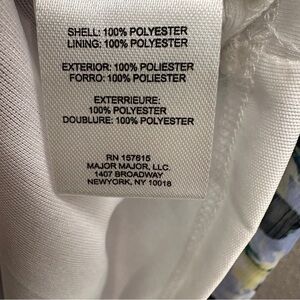 SHELL: 100% POLYESTER
LINING: 100% POLYESTER
EXTERIOR: 100% POLIESTER
FORRO: 100% POLIESTER
EXTERRIEURE:
100% POLYESTER
DOUBLURE: 100% POLYESTER
RN 157615
MAJOR MAJOR, LLC.
1407 BROADWAY
NEWYORK, NY 10018